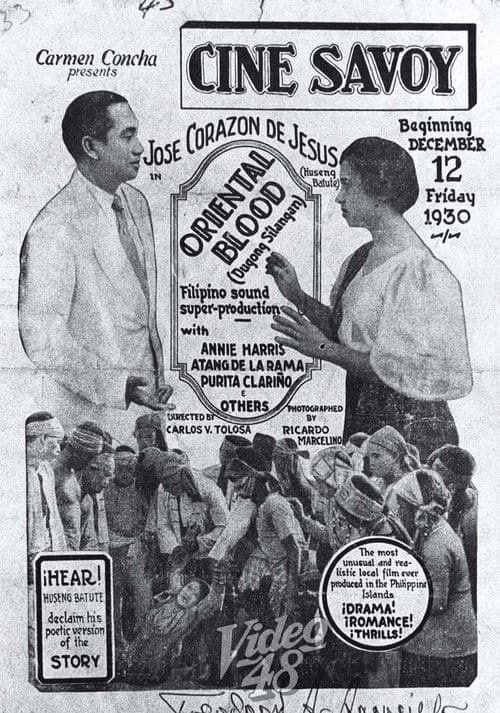 33
43
Carmen Concha
presents
CINE SAVOY
JOSE CORAZON DE JESUS
(Huseng
Batute)
IN
Beginning
DECEMBER
12
Friday
1930
ORIENTAL
BLOOD
(Dugong Silangan)
Filipino sound
super-production
with
ANNIE HARRIS
ATANG DE LA RAMA
PURITA CLARIÑO
E
OTHERS
DIRECTED BY
CARLOS V. TOLOSA
PHOTOGRAPHED
BY
RICARDO
MARCELINO
¡HEAR!
HUSENG BATUTE
declaim his
poetic version
of the
STORY
The most
unusual and rea-
listic local film ever
produced in the Philippine
Islands
¡DRAMA!
¡ROMANCE!
¡THRILLS!
Video
48